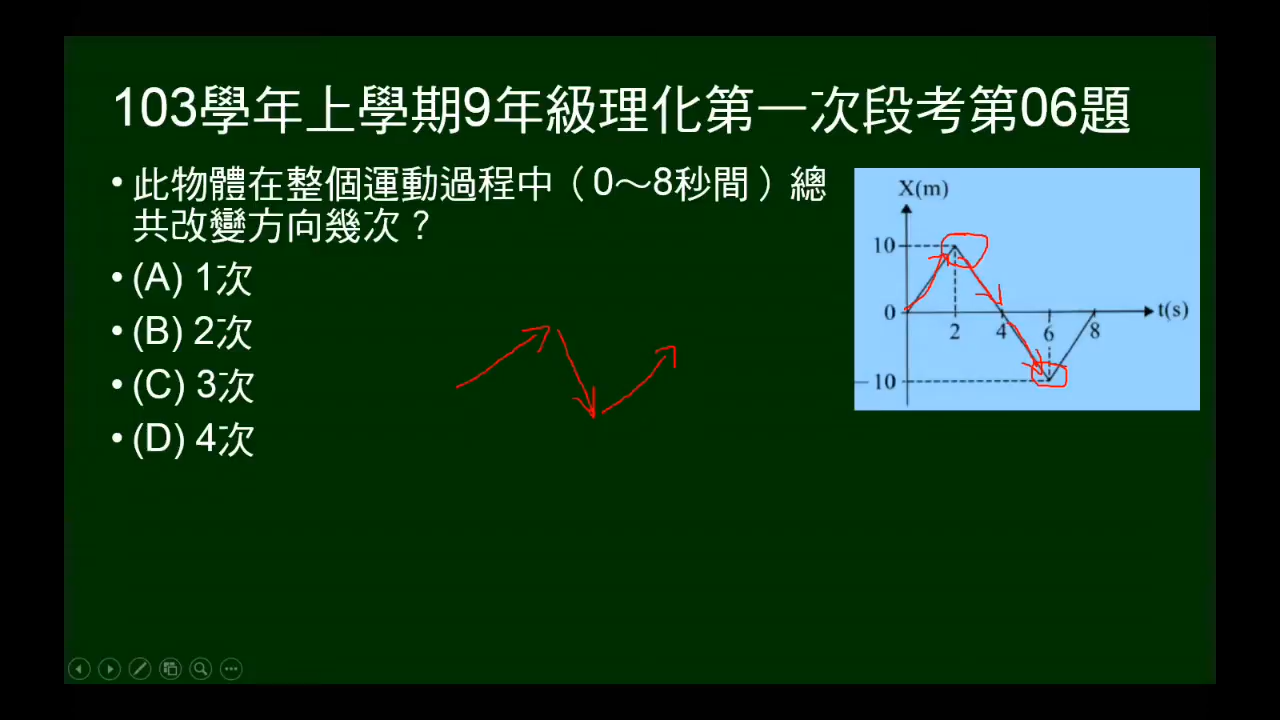 103學年上學期9年級理化第一次段考第06題
• 此物體在整個運動過程中（0～8秒間）總
共改變方向幾次？
• (A) 1次
• (B) 2次
• (C) 3次
• (D) 4次
X(m)
10
0
2
4
6
8
t(s)
－10